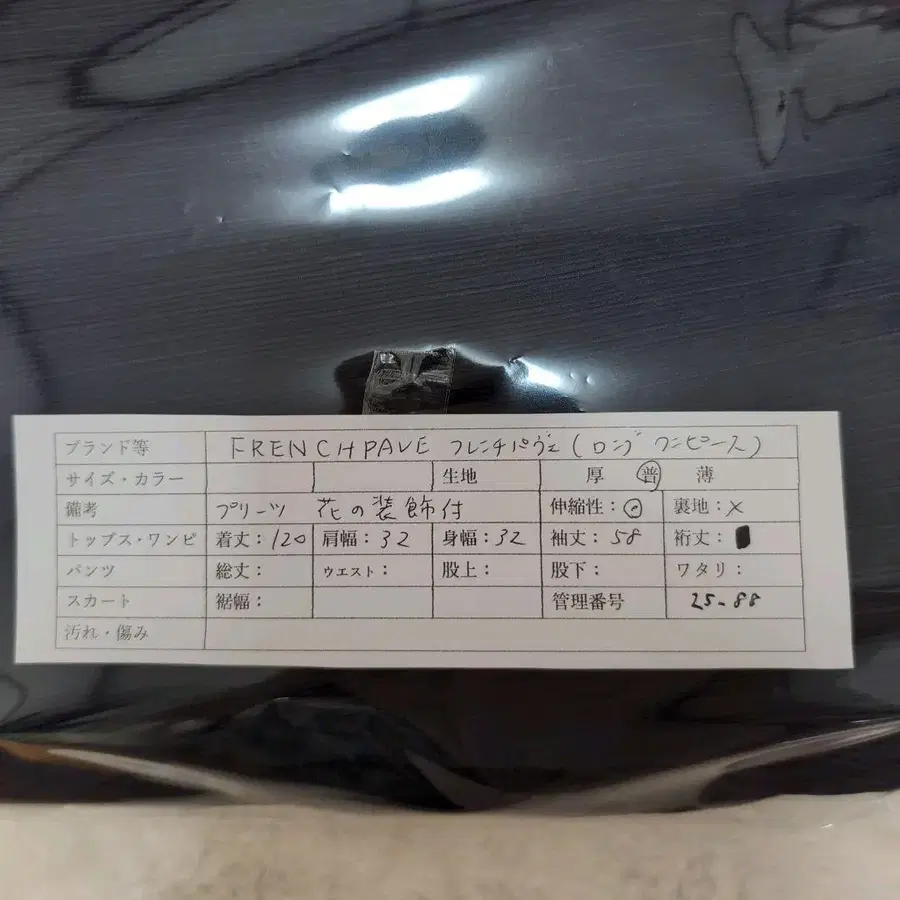 ブランド等 FRENCHPAVE フレンチパヴェ(ロングワンピース)
サイズ・カラー 生地 厚 普 薄
備考 プリーツ 花の装飾付 伸縮性:◎ 裏地:×
トップス・ワンピ 着丈:120 肩幅:32 身幅:32 袖丈:58 裄丈:
パンツ 総丈: ウエスト: 股上: 股下: ワタリ:
スカート 裾幅: 管理番号 25-88
汚れ・傷み